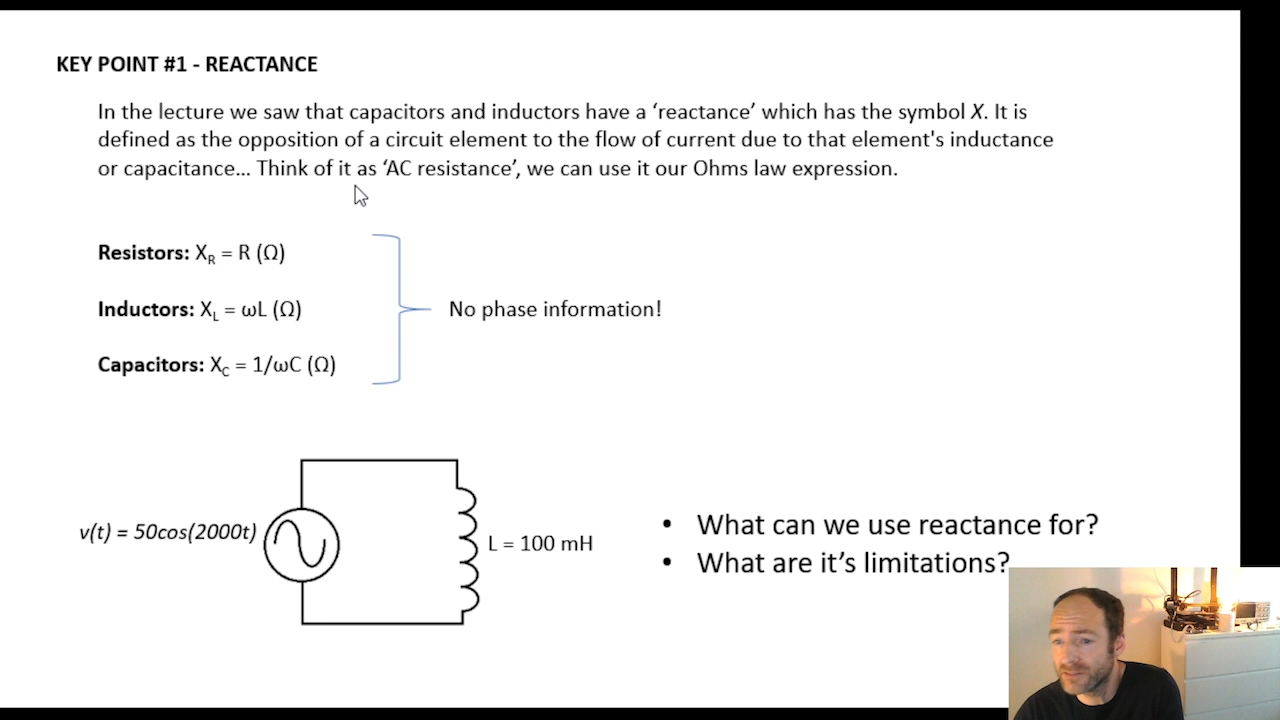 KEY POINT #1 - REACTANCE
In the lecture we saw that capacitors and inductors have a ‘reactance’ which has the symbol X. It is
defined as the opposition of a circuit element to the flow of current due to that element's inductance
or capacitance... Think of it as ‘AC resistance’, we can use it our Ohms law expression.
Resistors: X_R = R (Ω)
Inductors: X_L = ωL (Ω)
No phase information!
Capacitors: X_C = 1/ωC (Ω)
v(t) = 50cos(2000t)
L = 100 mH
• What can we use reactance for?
• What are it’s limitations?